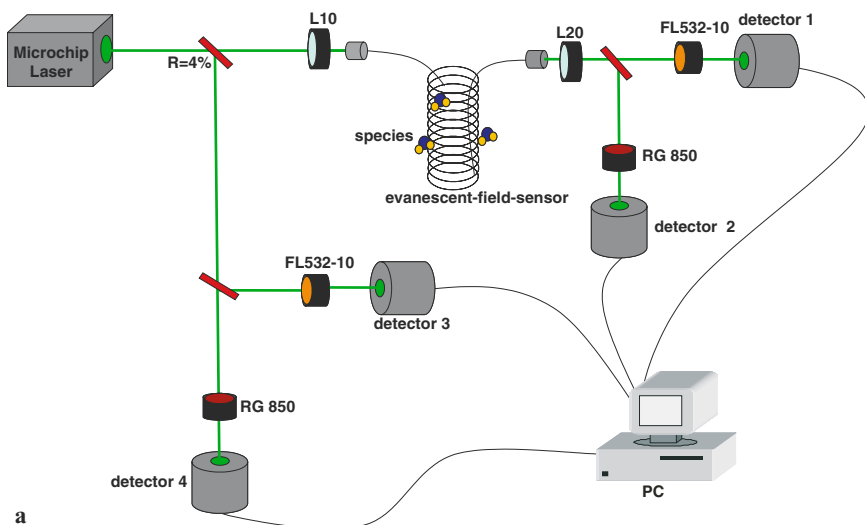 Microchip
Laser
R=4%
L10
L20
FL532-10
detector 1
species
evanescent-field-sensor
RG 850
detector 2
FL532-10
detector 3
RG 850
detector 4
PC
a